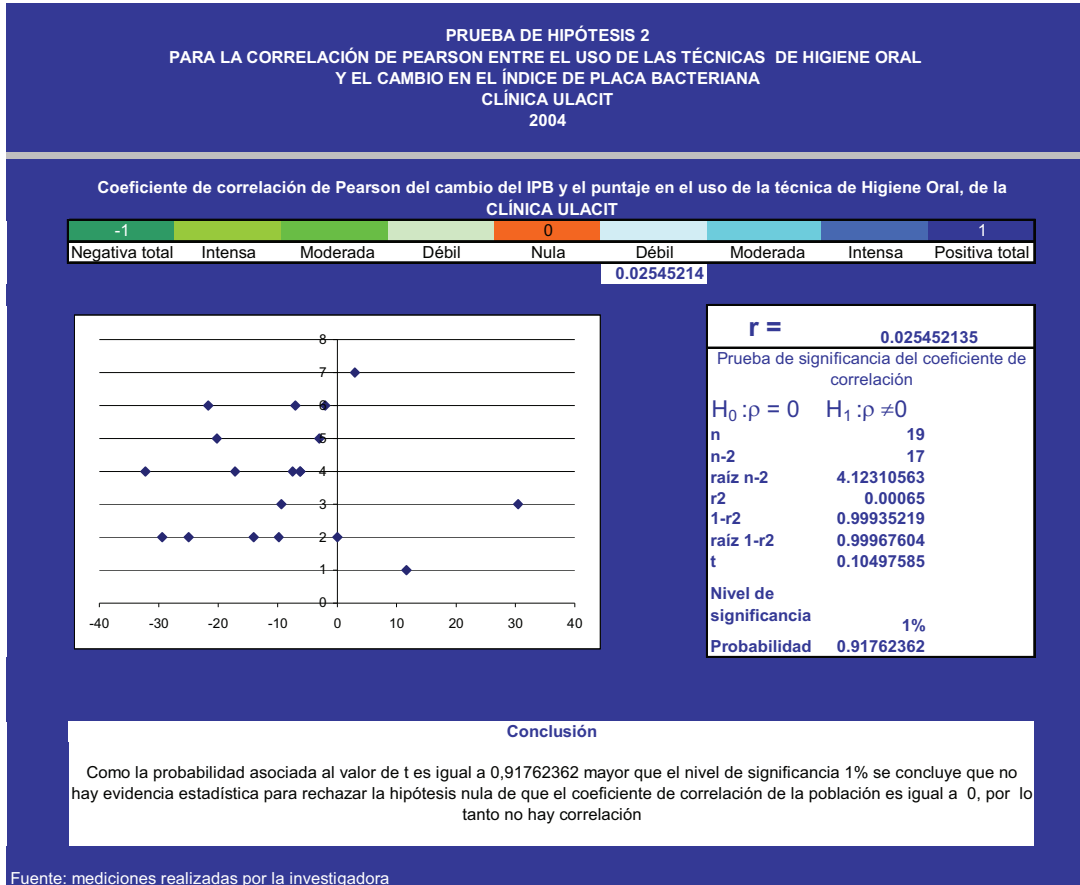 PRUEBA DE HIPÓTESIS 2
PARA LA CORRELACIÓN DE PEARSON ENTRE EL USO DE LAS TÉCNICAS DE HIGIENE ORAL
Y EL CAMBIO EN EL ÍNDICE DE PLACA BACTERIANA
CLÍNICA ULACIT
2004
Coeficiente de correlación de Pearson del cambio del IPB y el puntaje en el uso de la técnica de Higiene Oral, de la
CLÍNICA ULACIT
-1 0 1
Negativa total Intensa Moderada Débil Nula Débil Moderada Intensa Positiva total
0.02545214
8
7
6
5
4
3
2
1
0
-40 -30 -20 -10 0 10 20 30 40
r = 0.025452135
Prueba de significancia del coeficiente de
correlación
H0 :ρ = 0 H1 :ρ ≠0
n 19
n-2 17
raíz n-2 4.12310563
r2 0.00065
1-r2 0.99935219
raíz 1-r2 0.99967604
t 0.10497585
Nivel de
significancia 1%
Probabilidad 0.91762362
Conclusión
Como la probabilidad asociada al valor de t es igual a 0,91762362 mayor que el nivel de significancia 1% se concluye que no
hay evidencia estadística para rechazar la hipótesis nula de que el coeficiente de correlación de la población es igual a 0, por lo
tanto no hay correlación
Fuente: mediciones realizadas por la investigadora